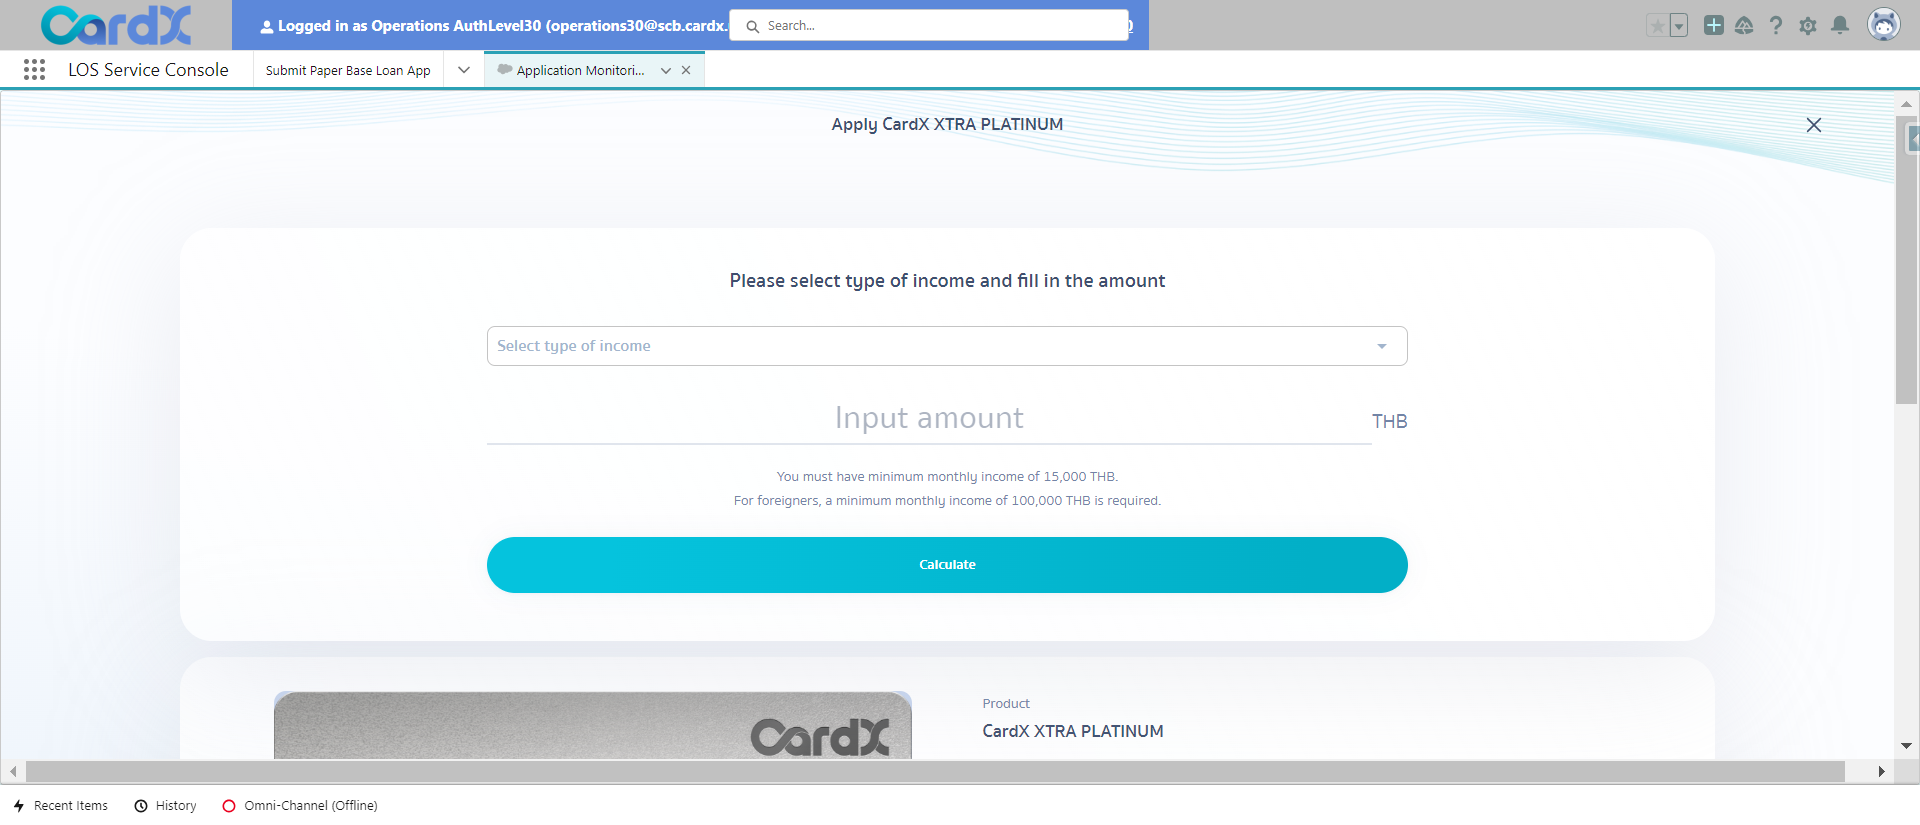 CardX
Logged in as Operations AuthLevel30 (operations30@scb.cardx.
Search...
LOS Service Console
Submit Paper Base Loan App
Application Monitori...
Apply CardX XTRA PLATINUM
Please select type of income and fill in the amount
Select type of income
Input amount
THB
You must have minimum monthly income of 15,000 THB.
For foreigners, a minimum monthly income of 100,000 THB is required.
Calculate
CardX
Product
CardX XTRA PLATINUM
Recent Items
History
Omni-Channel (Offline)